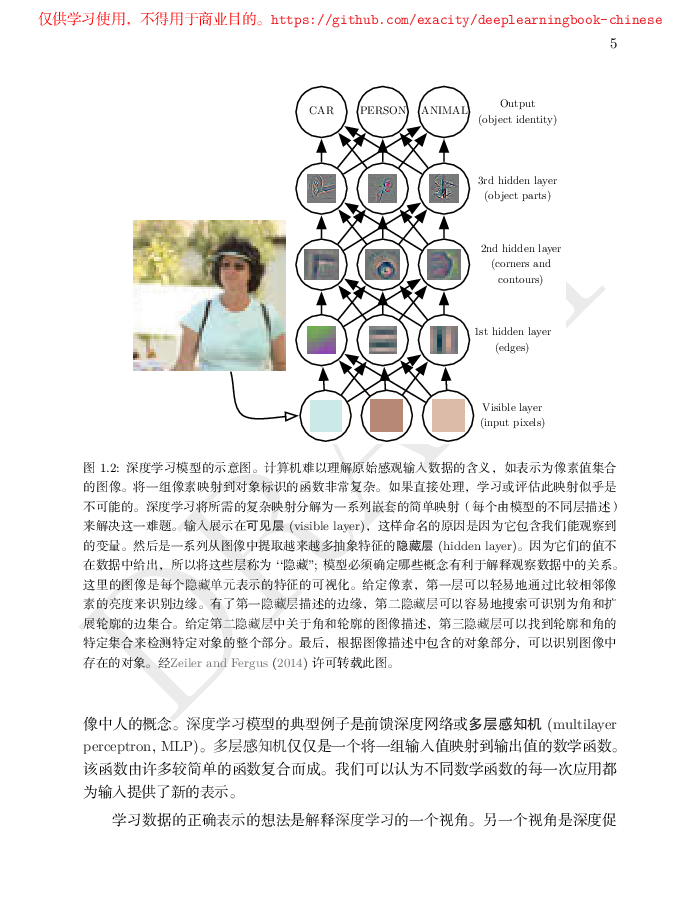 仅供学习使用，不得用于商业目的。https://github.com/exacity/deeplearningbook-chinese
5
CAR PERSON ANIMAL Output
(object identity)
3rd hidden layer
(object parts)
2nd hidden layer
(corners and
contours)
1st hidden layer
(edges)
Visible layer
(input pixels)
图 1.2: 深度学习模型的示意图。计算机难以理解原始感观输入数据的含义，如表示为像素值集合
的图像。将一组像素映射到对象标识的函数非常复杂。如果直接处理，学习或评估此映射似乎是
不可能的。深度学习将所需的复杂映射分解为一系列嵌套的简单映射（每个由模型的不同层描述）
来解决这一难题。输入展示在可见层 (visible layer)，这样命名的原因是因为它包含我们能观察到
的变量。然后是一系列从图像中提取越来越多抽象特征的隐藏层 (hidden layer)。因为它们的值不
在数据中给出，所以将这些层称为 “隐藏”; 模型必须确定哪些概念有利于解释观察数据中的关系。
这里的图像是每个隐藏单元表示的特征的可视化。给定像素，第一层可以轻易地通过比较相邻像
素的亮度来识别边缘。有了第一隐藏层描述的边缘，第二隐藏层可以容易地搜索可识别为角和扩
展轮廓的边集合。给定第二隐藏层中关于角和轮廓的图像描述，第三隐藏层可以找到轮廓和角的
特定集合来检测特定对象的整个部分。最后，根据图像描述中包含的对象部分，可以识别图像中
存在的对象。经Zeiler and Fergus (2014) 许可转载此图。
像中人的概念。深度学习模型的典型例子是前馈深度网络或多层感知机 (multilayer
perceptron, MLP)。多层感知机仅仅是一个将一组输入值映射到输出值的数学函数。
该函数由许多较简单的函数复合而成。我们可以认为不同数学函数的每一次应用都
为输入提供了新的表示。
学习数据的正确表示的想法是解释深度学习的一个视角。另一个视角是深度促